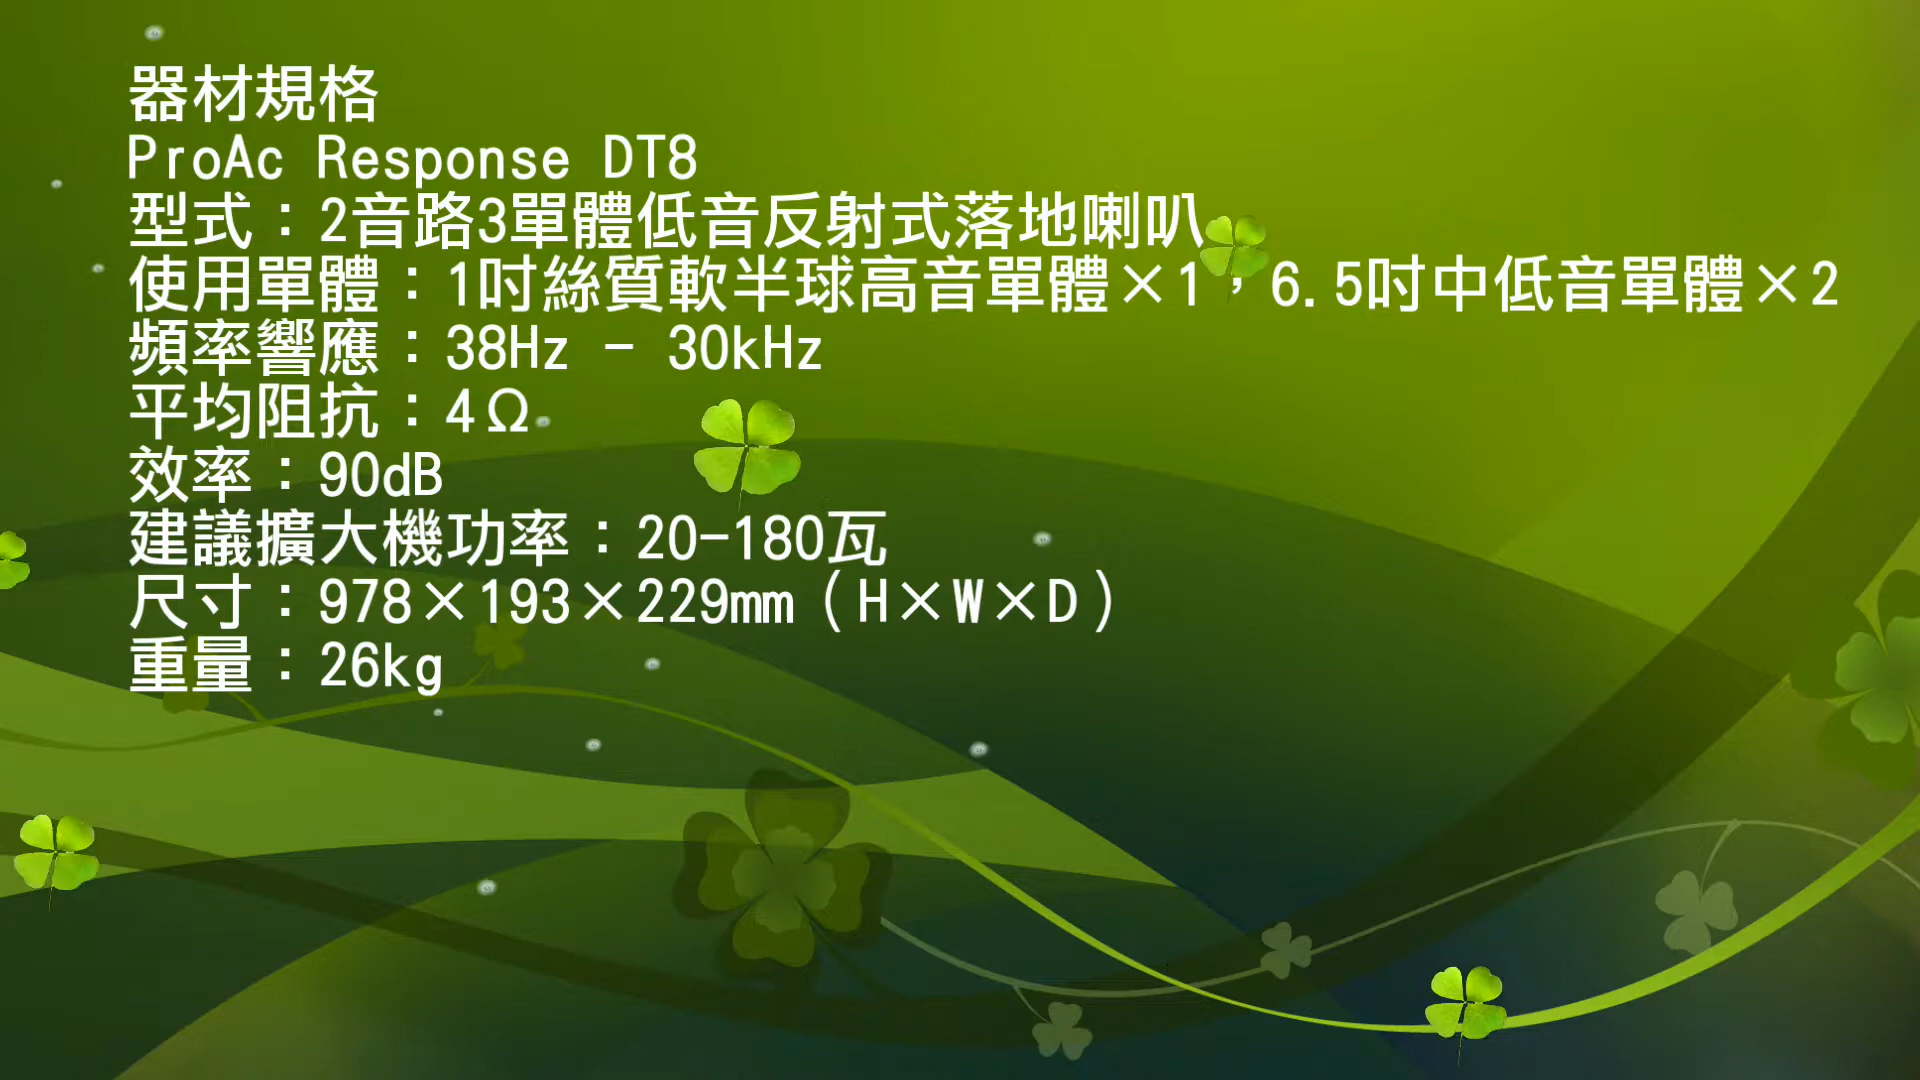 器材規格
ProAc Response DT8
型式：2音路3單體低音反射式落地喇叭
使用單體：1吋絲質軟半球高音單體×1，6.5吋中低音單體×2
頻率響應：38Hz - 30kHz
平均阻抗：4Ω
效率：90dB
建議擴大機功率：20-180瓦
尺寸：978×193×229mm（H×W×D）
重量：26kg